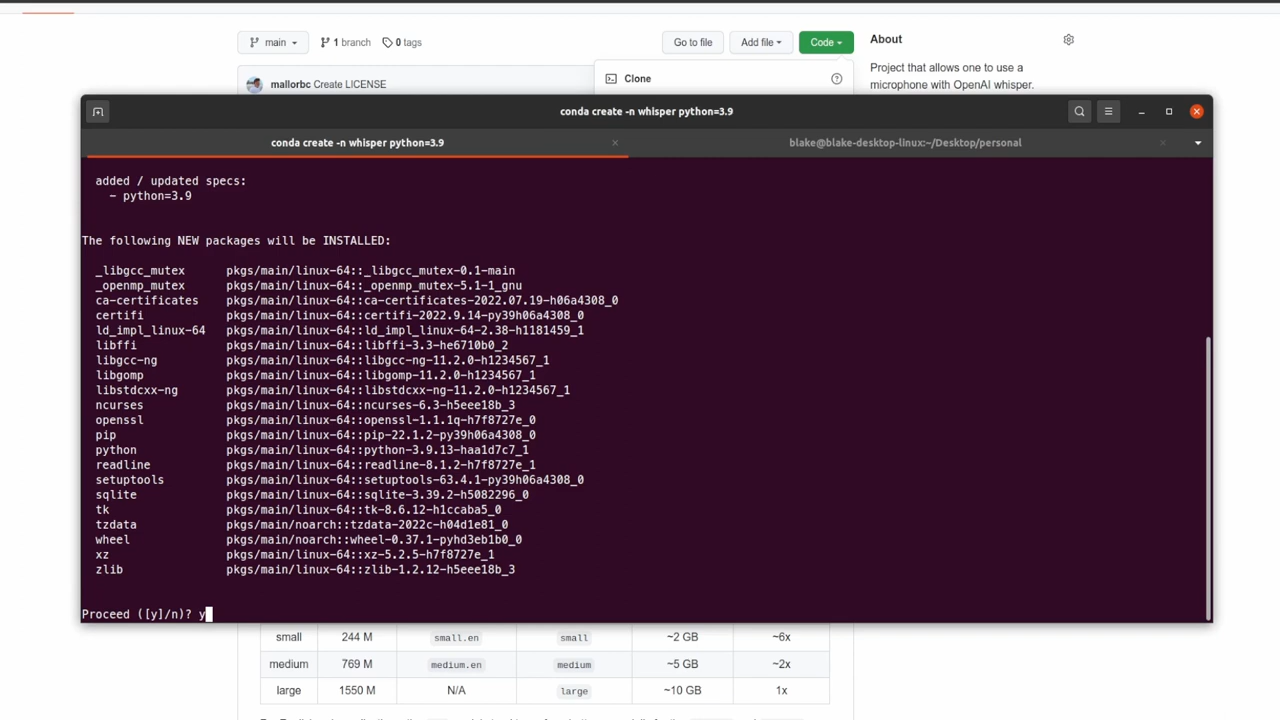 main
1 branch
0 tags
Go to file
Add file
Code
About
mallorbc Create LICENSE
Clone
Project that allows one to use a
microphone with OpenAI whisper.
conda create -n whisper python=3.9
conda create -n whisper python=3.9
blake@blake-desktop-linux:~/Desktop/personal
added / updated specs:
- python=3.9
The following NEW packages will be INSTALLED:
_libgcc_mutex pkgs/main/linux-64::_libgcc_mutex-0.1-main
_openmp_mutex pkgs/main/linux-64::_openmp_mutex-5.1-1_gnu
ca-certificates pkgs/main/linux-64::ca-certificates-2022.07.19-h06a4308_0
certifi pkgs/main/linux-64::certifi-2022.9.14-py39h06a4308_0
ld_impl_linux-64 pkgs/main/linux-64::ld_impl_linux-64-2.38-h1181459_1
libffi pkgs/main/linux-64::libffi-3.3-he6710b0_2
libgcc-ng pkgs/main/linux-64::libgcc-ng-11.2.0-h1234567_1
libgomp pkgs/main/linux-64::libgomp-11.2.0-h1234567_1
libstdcxx-ng pkgs/main/linux-64::libstdcxx-ng-11.2.0-h1234567_1
ncurses pkgs/main/linux-64::ncurses-6.3-h5eee18b_3
openssl pkgs/main/linux-64::openssl-1.1.1q-h7f8727e_0
pip pkgs/main/linux-64::pip-22.1.2-py39h06a4308_0
python pkgs/main/linux-64::python-3.9.13-haa1d7c7_1
readline pkgs/main/linux-64::readline-8.1.2-h7f8727e_1
setuptools pkgs/main/linux-64::setuptools-63.4.1-py39h06a4308_0
sqlite pkgs/main/linux-64::sqlite-3.39.2-h5082296_0
tk pkgs/main/linux-64::tk-8.6.12-h1ccaba5_0
tzdata pkgs/main/noarch::tzdata-2022c-h04d1e81_0
wheel pkgs/main/noarch::wheel-0.37.1-pyhd3eb1b0_0
xz pkgs/main/linux-64::xz-5.2.5-h7f8727e_1
zlib pkgs/main/linux-64::zlib-1.2.12-h5eee18b_3
Proceed ([y]/n)? y
small 244 M small.en small ~2 GB ~6x
medium 769 M medium.en medium ~5 GB ~2x
large 1550 M N/A large ~10 GB 1x